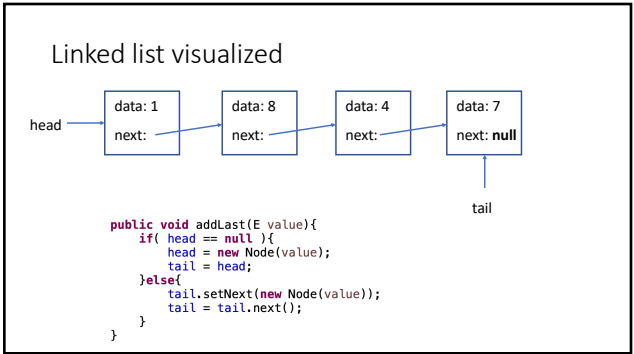 Linked list visualized
head
data: 1
next:
data: 8
next:
data: 4
next:
data: 7
next: null
tail
public void addLast(E value){
    if( head == null ){
        head = new Node(value);
        tail = head;
    }else{
        tail.setNext(new Node(value));
        tail = tail.next();
    }
}